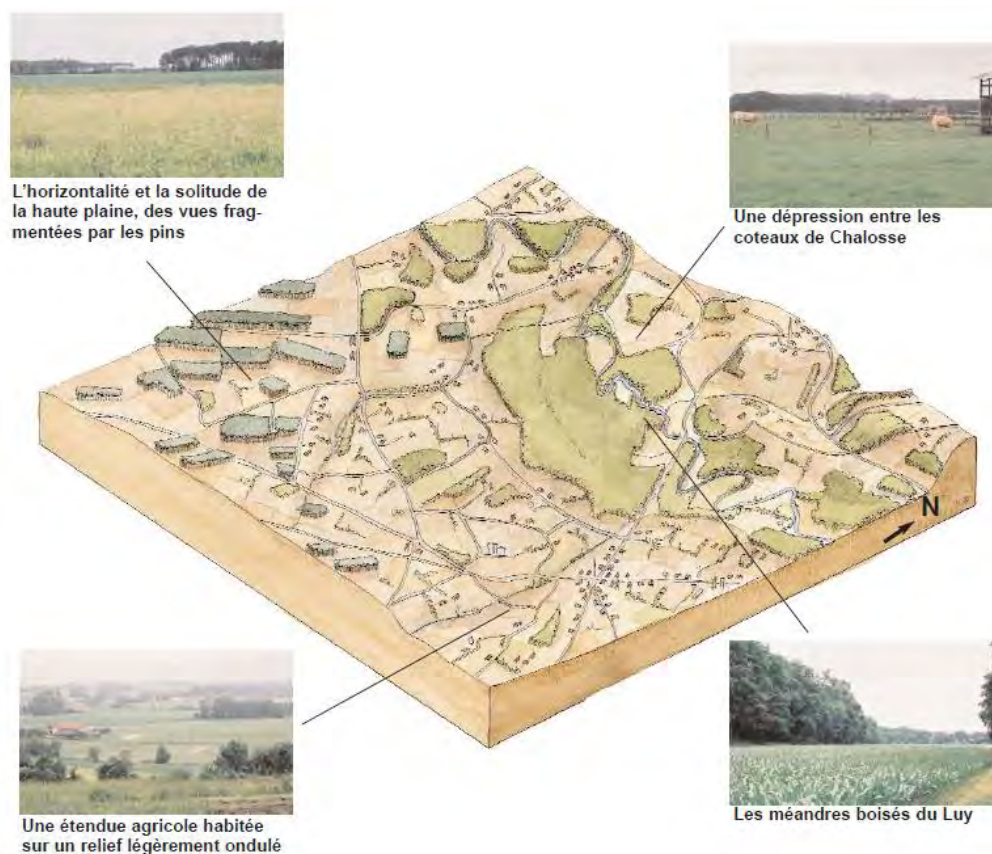 L'horizontalité et la solitude de
la haute plaine, des vues frag-
mentées par les pins
Une dépression entre les
coteaux de Chalosse
N
Une étendue agricole habitée
sur un relief légèrement ondulé
Les méandres boisés du Luy